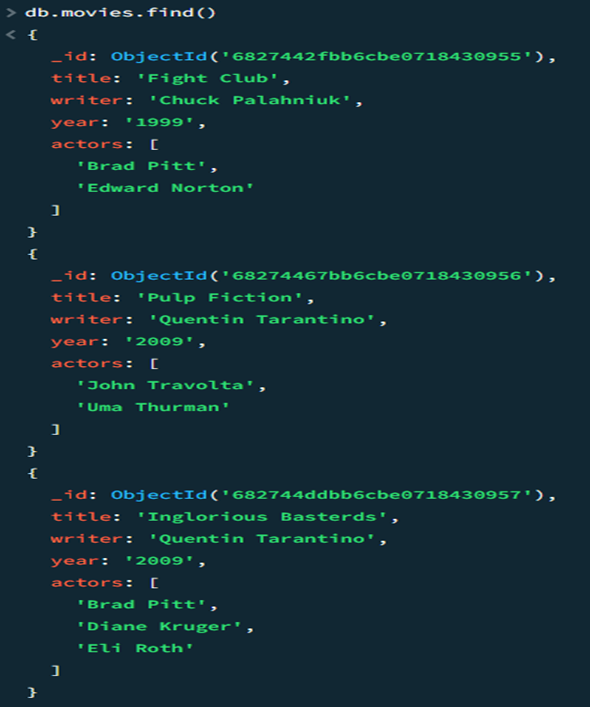 > db.movies.find()
< {
_id: ObjectId('6827442fbb6cbe0718430955'),
title: 'Fight Club',
writer: 'Chuck Palahniuk',
year: '1999',
actors: [
'Brad Pitt',
'Edward Norton'
]
}
{
_id: ObjectId('68274467bb6cbe0718430956'),
title: 'Pulp Fiction',
writer: 'Quentin Tarantino',
year: '2009',
actors: [
'John Travolta',
'Uma Thurman'
]
}
{
_id: ObjectId('682744ddbb6cbe0718430957'),
title: 'Inglorious Basterds',
writer: 'Quentin Tarantino',
year: '2009',
actors: [
'Brad Pitt',
'Diane Kruger',
'Eli Roth'
]
}